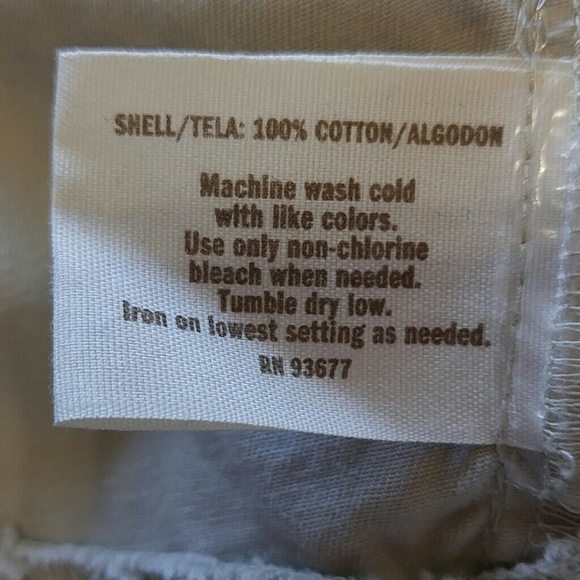 SHELL/TELA: 100% COTTON/ALGODON
Machine wash cold
with like colors.
Use only non-chlorine
bleach when needed.
Tumble dry low.
Iron on lowest setting as needed.
RN 93677